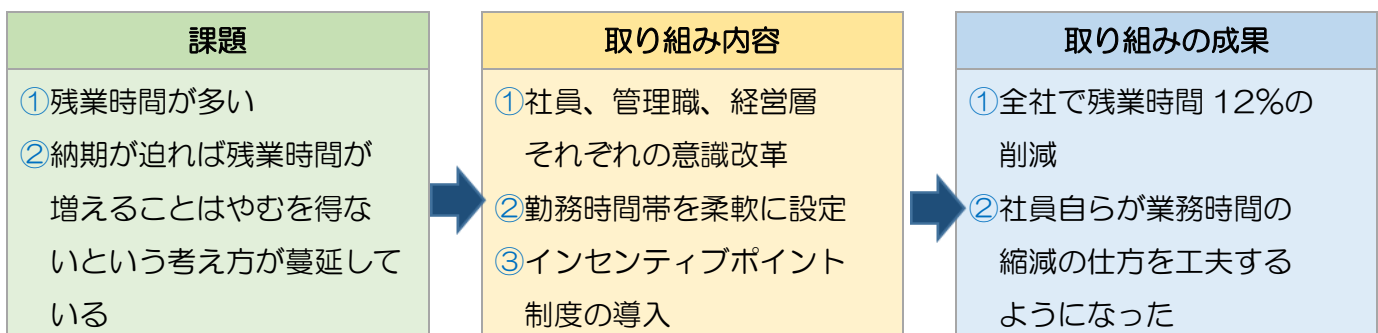 課題
①残業時間が多い
②納期が迫れば残業時間が
増えることはやむを得な
いという考え方が蔓延して
いる
取り組み内容
①社員、管理職、経営層
それぞれの意識改革
②勤務時間帯を柔軟に設定
③インセンティブポイント
制度の導入
取り組みの成果
①全社で残業時間 12%の
削減
②社員自らが業務時間の
縮減の仕方を工夫する
ようになった